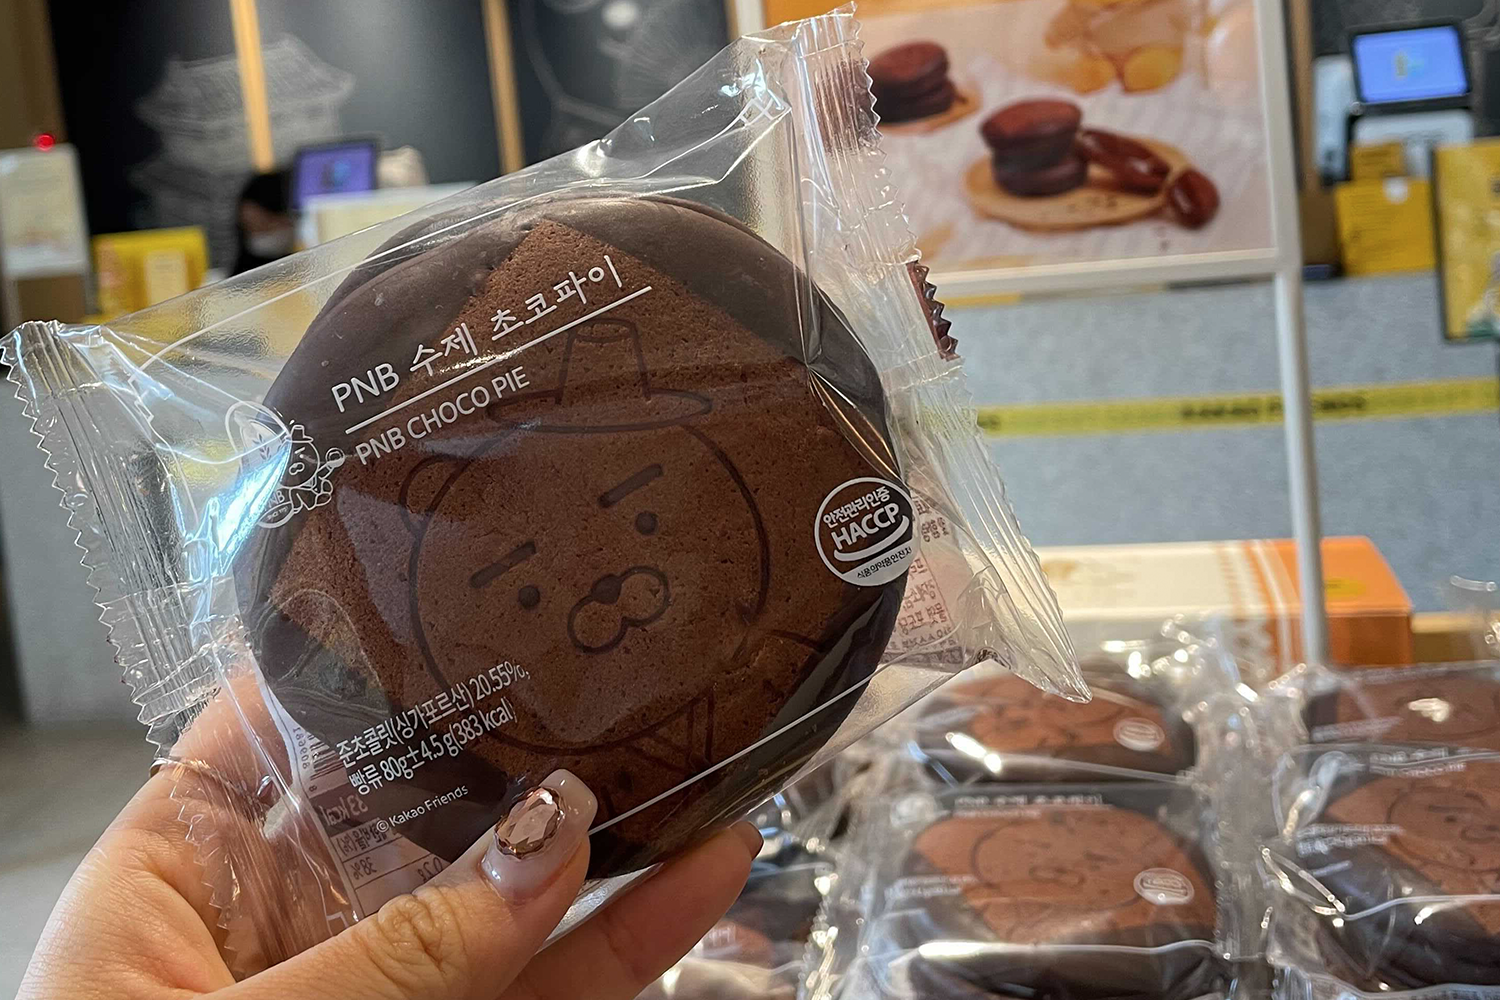 PNB 수제 초코파이
PNB CHOCO PIE
PNB
안전관리인증
HACCP
식품의약품안전처
준초콜릿(싱가포르산) 20.55%,
빵류 80g±4.5g(383 kcal)
© Kakao Friends